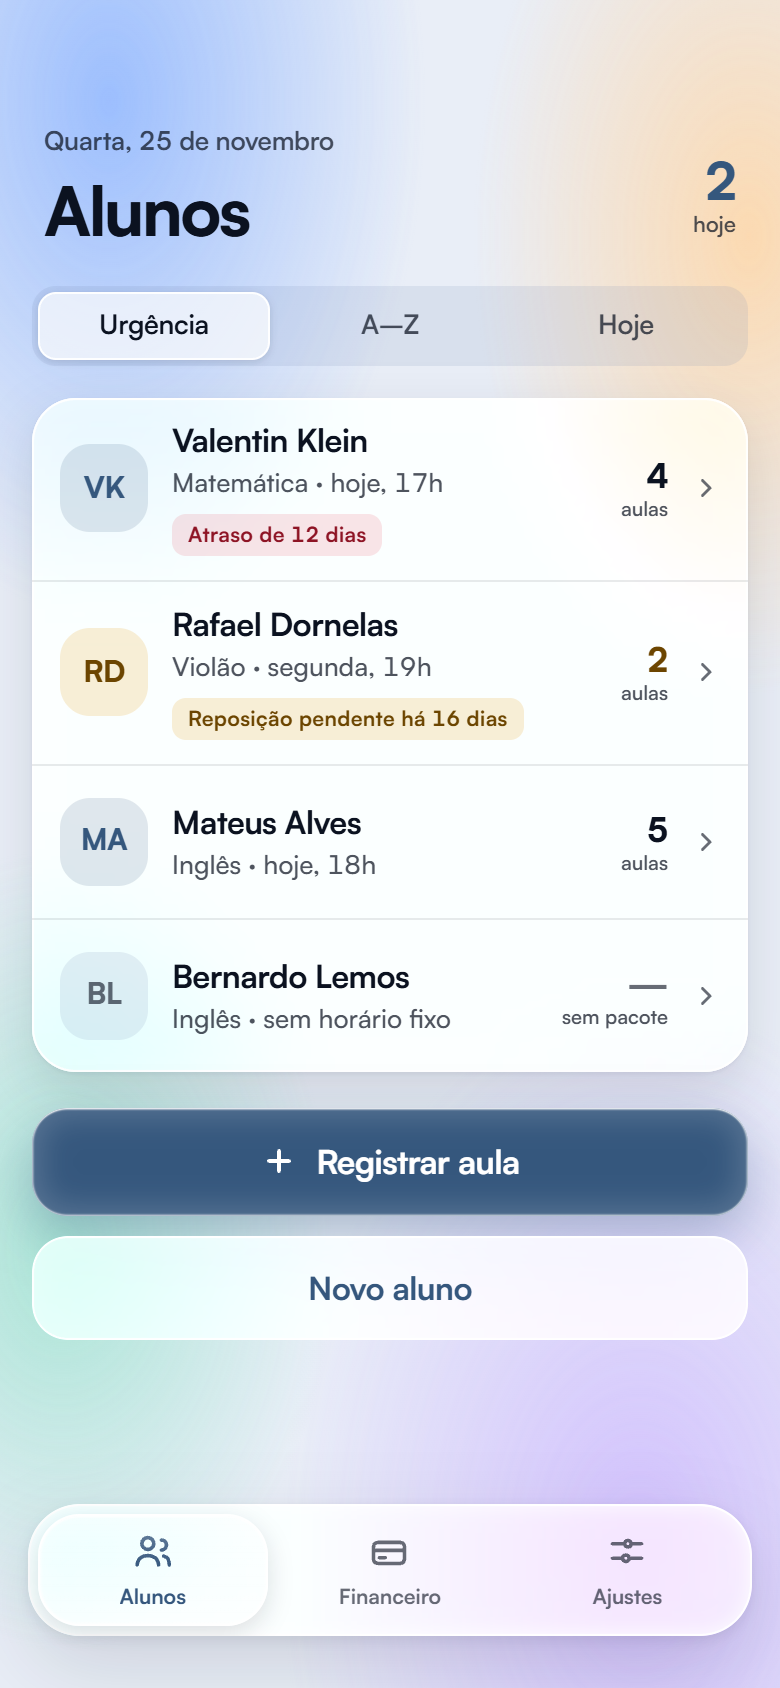 Quarta, 25 de novembro
Alunos
2
hoje
Urgência
A—Z
Hoje
VK
Valentin Klein
Matemática · hoje, 17h
Atraso de 12 dias
4
aulas
RD
Rafael Dornelas
Violão · segunda, 19h
Reposição pendente há 16 dias
2
aulas
MA
Mateus Alves
Inglês · hoje, 18h
5
aulas
BL
Bernardo Lemos
Inglês · sem horário fixo
—
sem pacote
+ Registrar aula
Novo aluno
Alunos
Financeiro
Ajustes